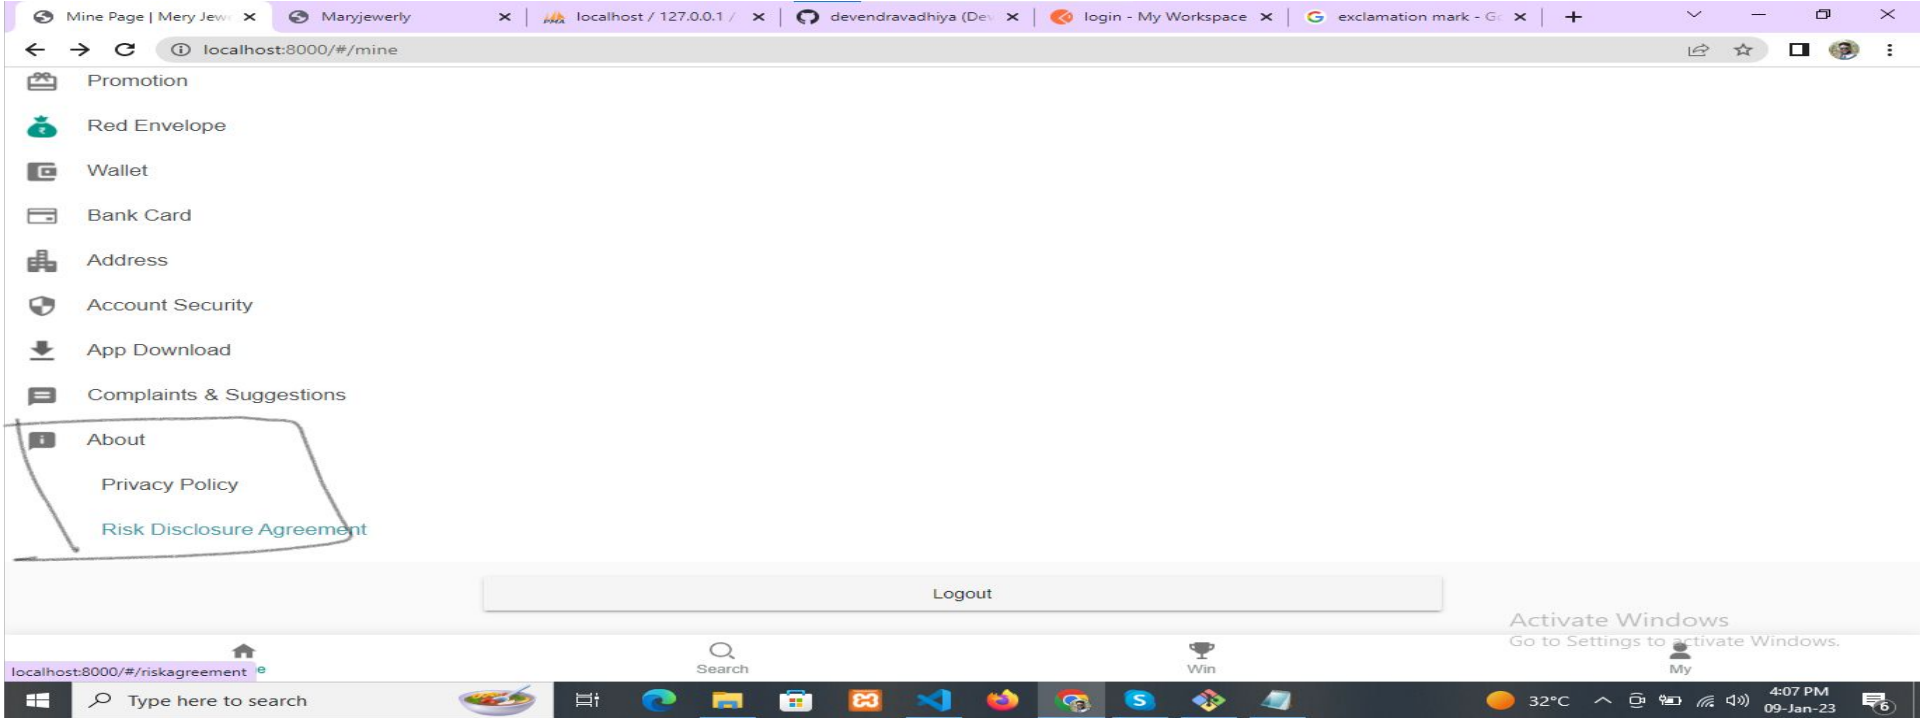 Mine Page | Mery Jew
Maryjewerly
localhost / 127.0.0.1 /
devendravadhiya (De
login - My Workspace
exclamation mark - G
localhost:8000/#/mine
Promotion
Red Envelope
Wallet
Bank Card
Address
Account Security
App Download
Complaints & Suggestions
About
Privacy Policy
Risk Disclosure Agreement
Logout
Activate Windows
Go to Settings to activate Windows.
Search
Win
My
localhost:8000/#/riskagreement
Type here to search
32°C
4:07 PM
09-Jan-23
6